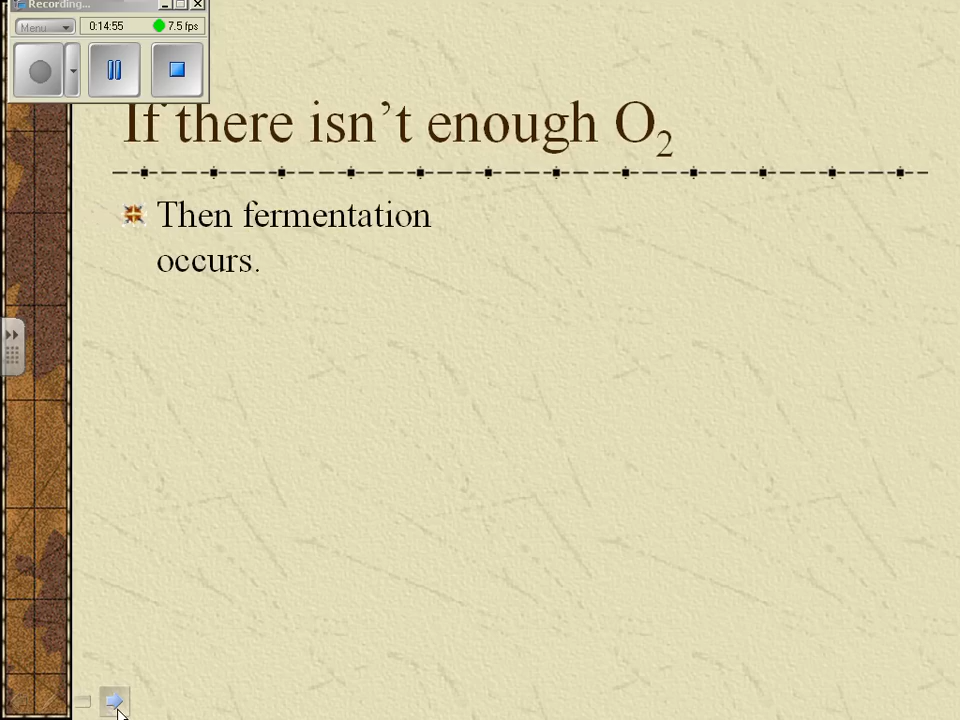 Recording...
Menu
0:14:55
7.5 fps
If there isn’t enough O₂
Then fermentation
occurs.